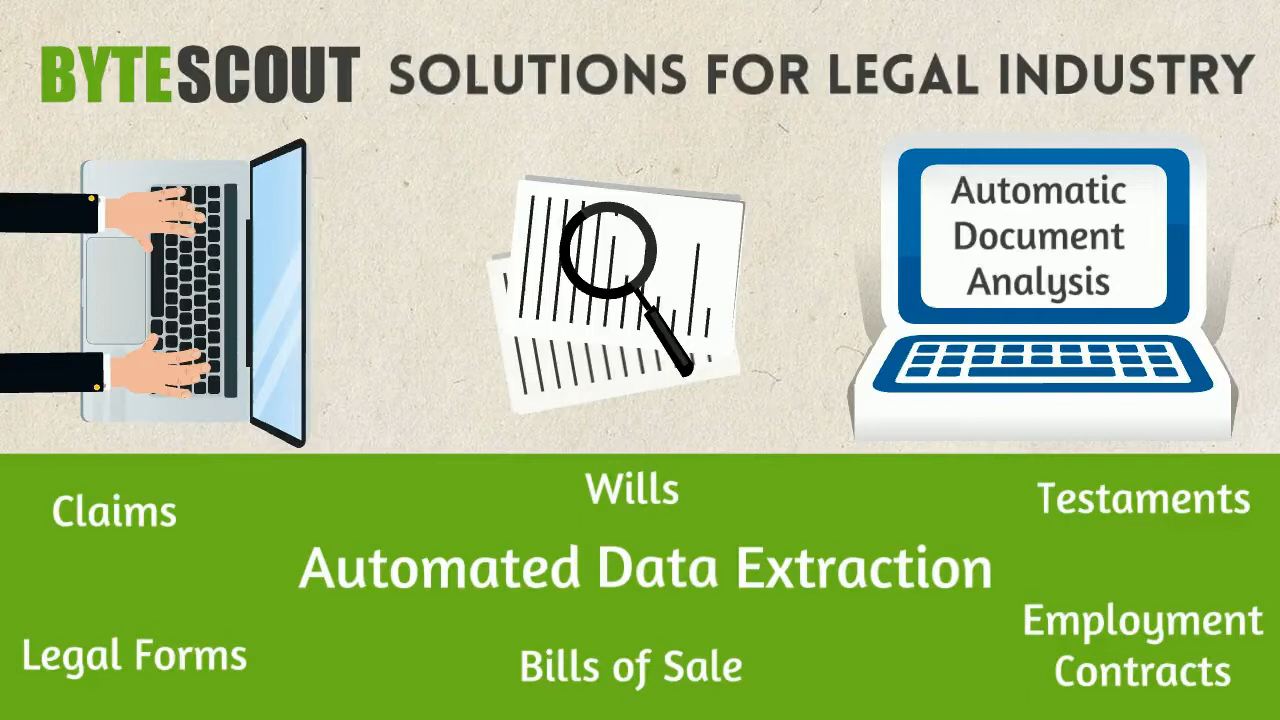 BYTESCOUT SOLUTIONS FOR LEGAL INDUSTRY
Automatic
Document
Analysis
Claims
Wills
Testaments
Automated Data Extraction
Legal Forms
Bills of Sale
Employment
Contracts